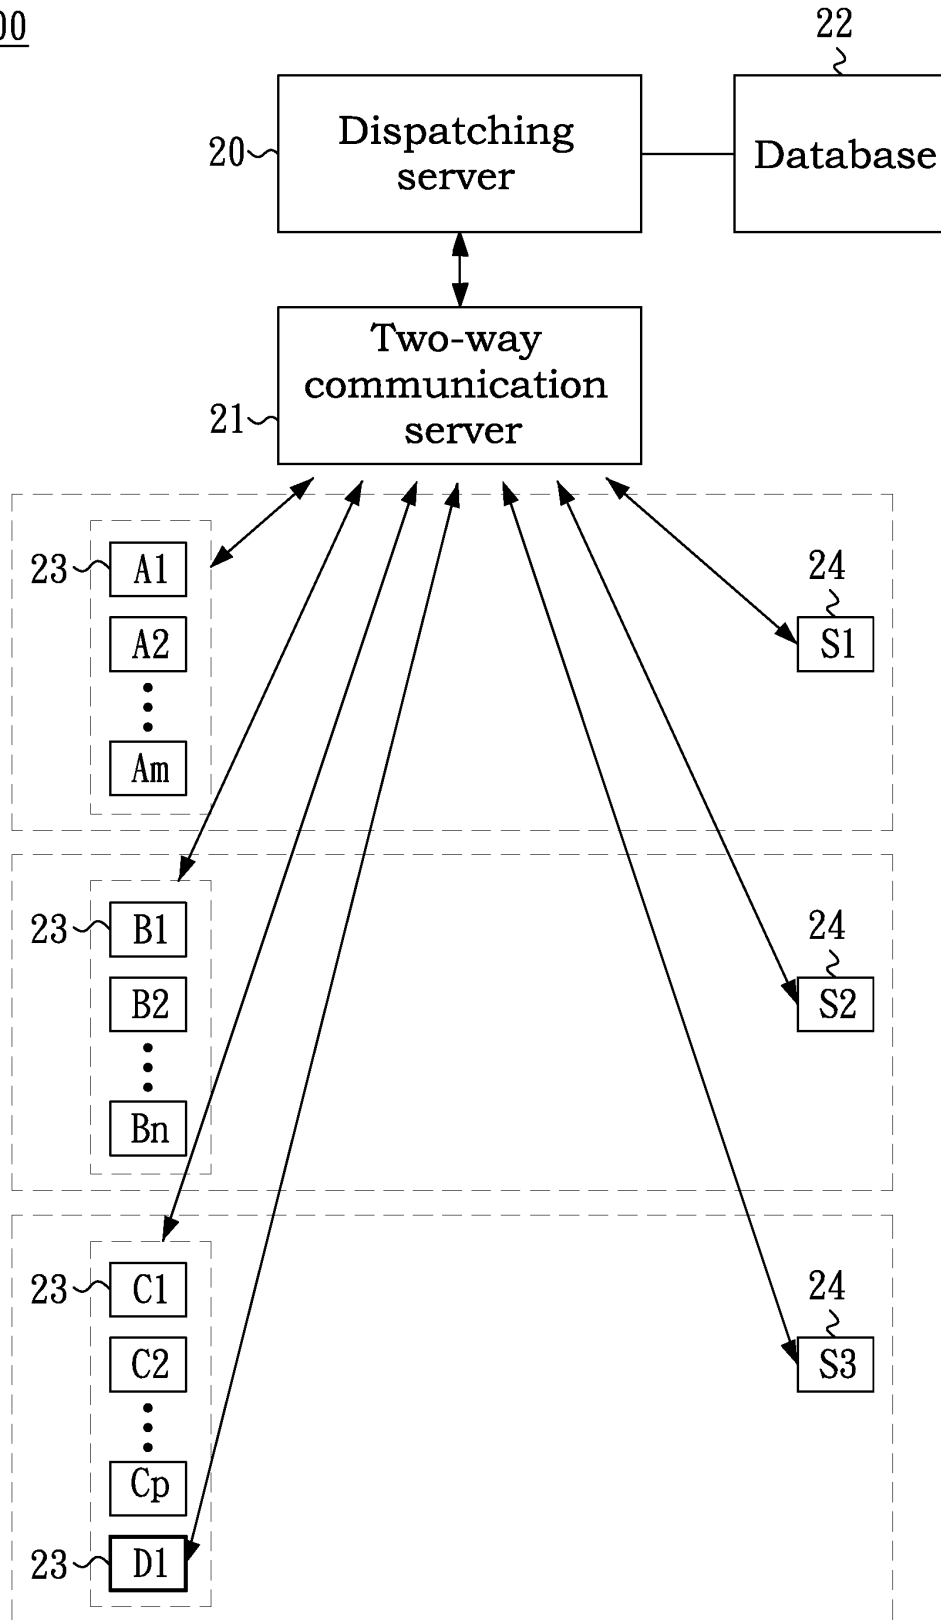 00
22
Dispatching
server
20
Database
Two-way
communication
server
21
23
A1
24
A2
S1
Am
23
B1
24
B2
S2
Bn
23
C1
24
C2
S3
Cp
23
D1